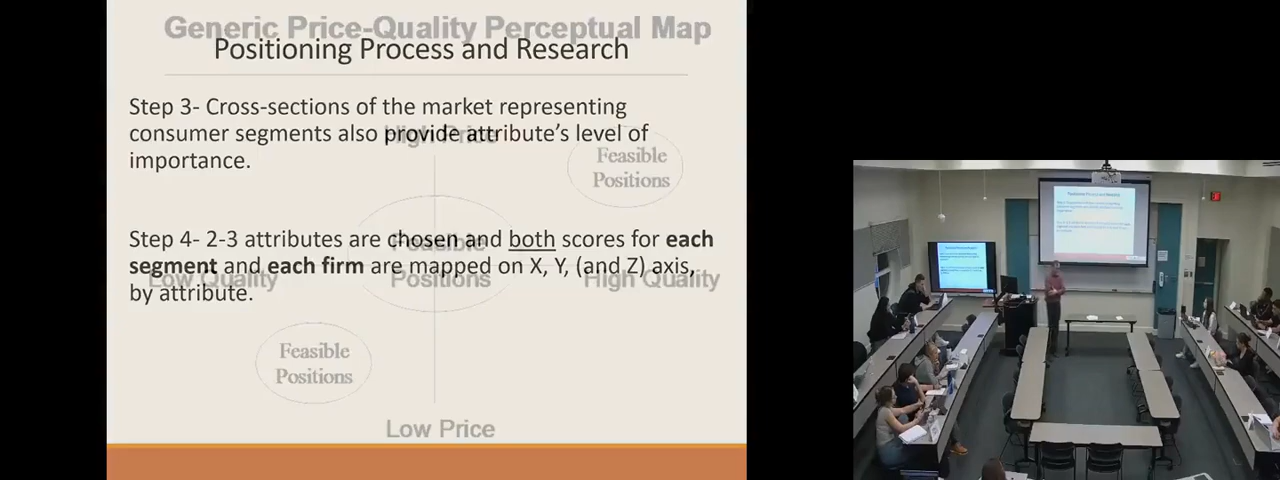 Generic Price-Quality Perceptual Map
Positioning Process and Research
Step 3- Cross-sections of the market representing
consumer segments also provide attribute's level of
importance.
High Price
Feasible
Positions
Step 4- 2-3 attributes are chosen and both scores for each
segment and each firm are mapped on X, Y, (and Z) axis,
by attribute.
Feasible
Positions
Low Quality
High Quality
Feasible
Positions
Low Price